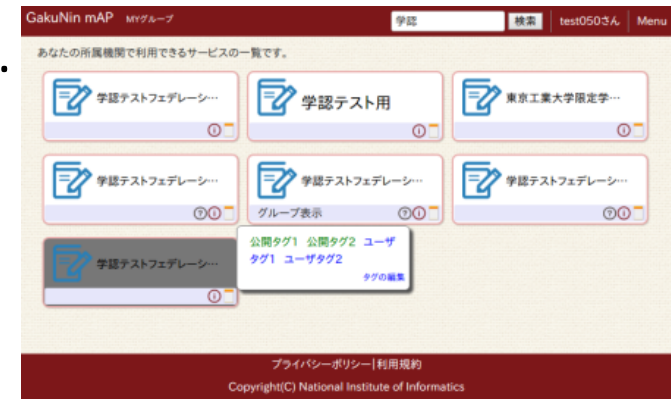 GakuNin mAP MYグループ 学認 検索 test050さん Menu
あなたの所属機関で利用できるサービスの一覧です。
学認テストフェデレーシ… 学認テスト用 東京工業大学限定学…
学認テストフェデレーシ… 学認テストフェデレーシ… 学認テストフェデレーシ…
グループ表示
学認テストフェデレーシ…
公開タグ1 公開タグ2 ユーザ
タグ1 ユーザタグ2
タグの編集
プライバシーポリシー|利用規約
Copyright(C) National Institute of Informatics